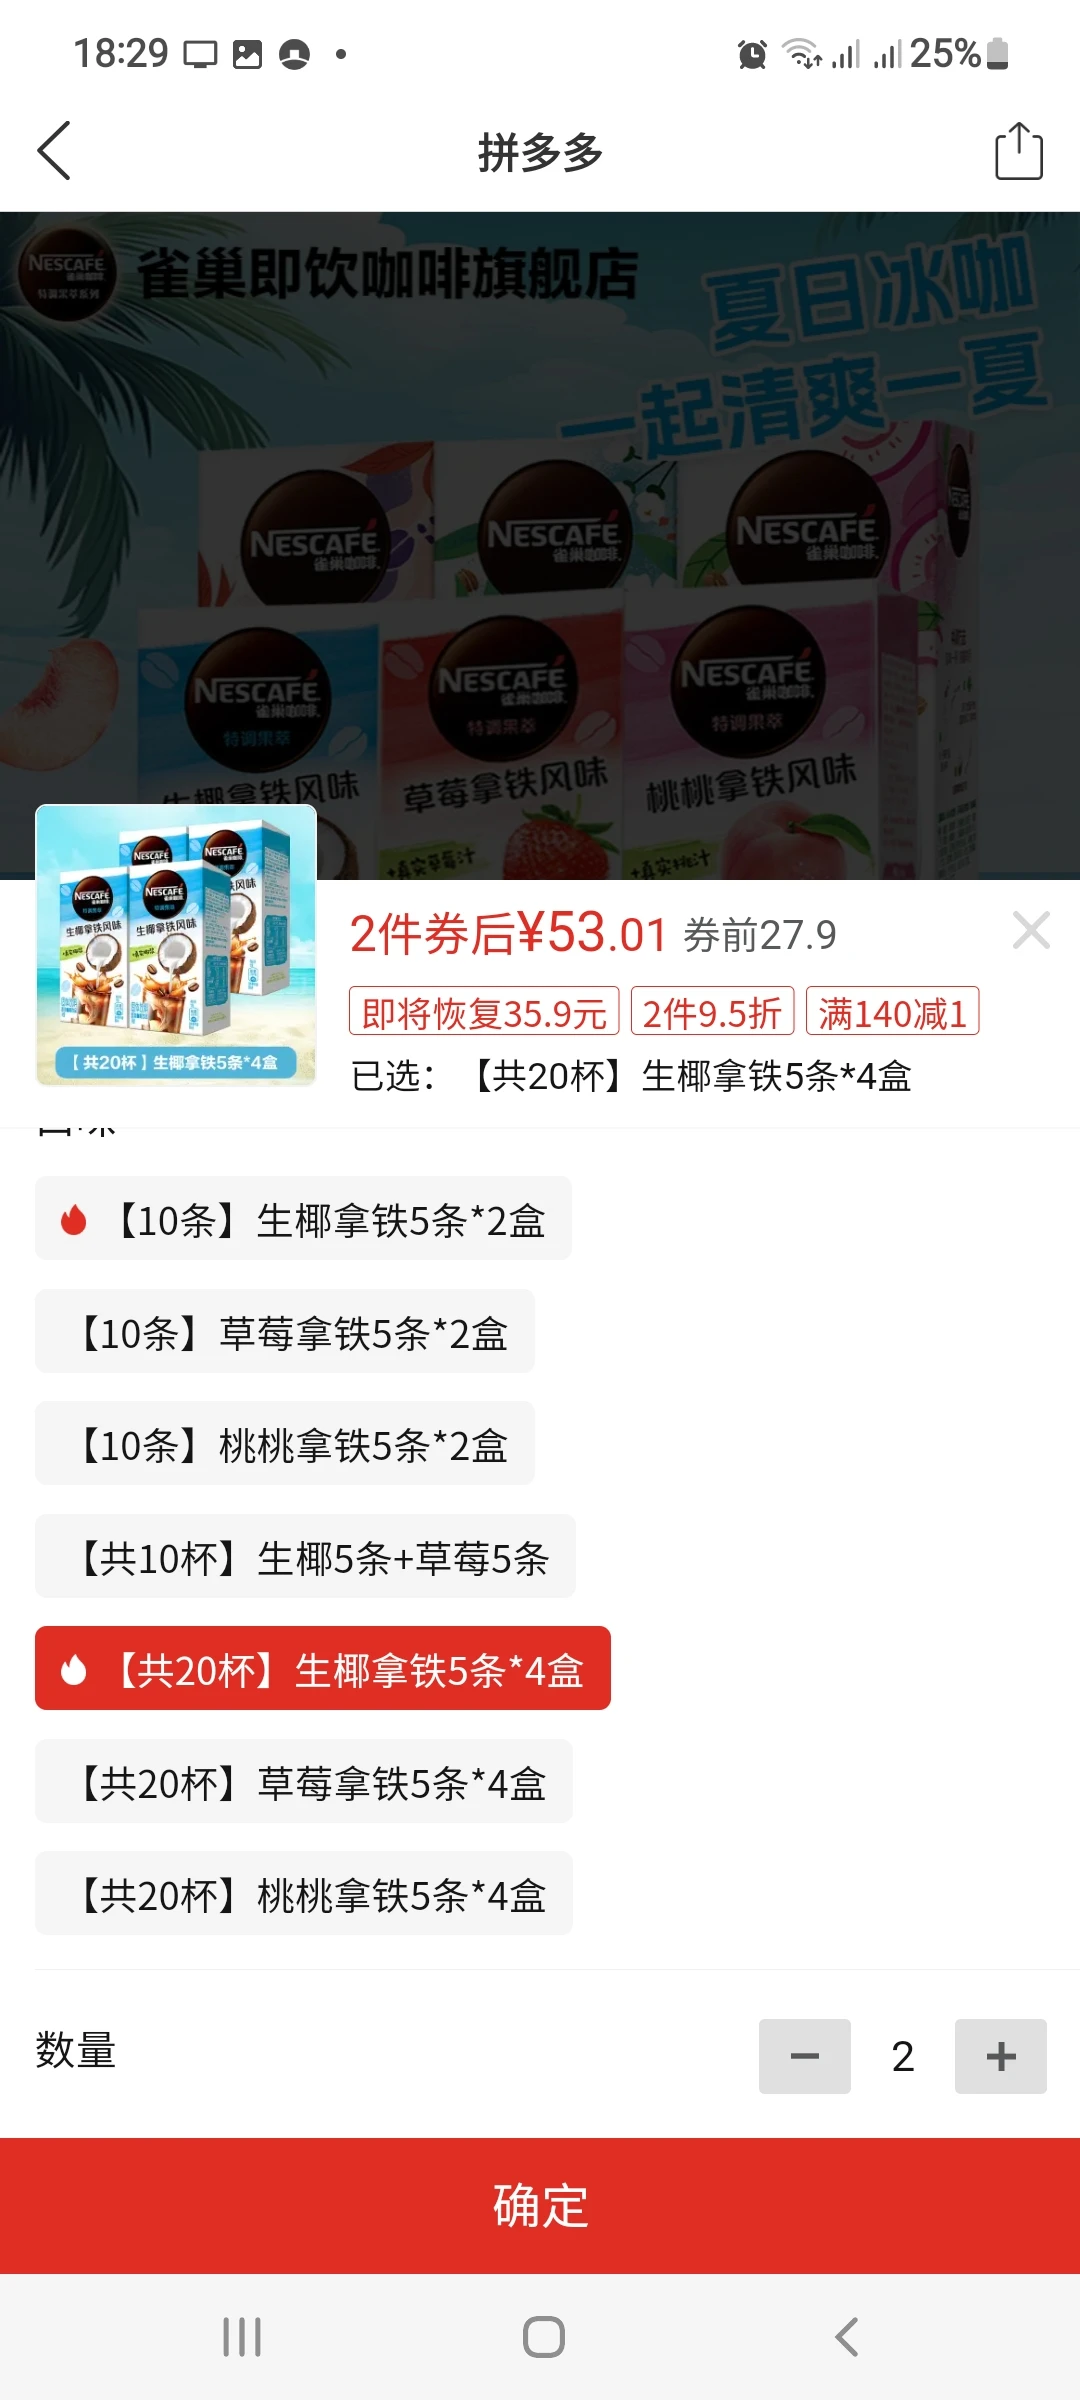 18:29
25%
拼多多
NESCAFÉ
雀巢咖啡
特调果萃系列
雀巢即饮咖啡旗舰店
夏日冰咖
一起清爽一夏
NESCAFÉ
雀巢咖啡
NESCAFÉ
雀巢咖啡
NESCAFÉ
雀巢咖啡
NESCAFÉ
雀巢咖啡
特调果萃
生椰拿铁风味
NESCAFÉ
雀巢咖啡
特调果萃
草莓拿铁风味
+真实草莓汁
NESCAFÉ
雀巢咖啡
特调果萃
桃桃拿铁风味
+真实桃汁
NESCAFÉ
NESCAFÉ
NESCAFÉ
生椰拿铁风味
NESCAFÉ
生椰拿铁风味
【共20杯】生椰拿铁5条*4盒
2件券后¥53.01 券前27.9
即将恢复35.9元 2件9.5折 满140减1
已选：【共20杯】生椰拿铁5条*4盒
口味
【10条】生椰拿铁5条*2盒
【10条】草莓拿铁5条*2盒
【10条】桃桃拿铁5条*2盒
【共10杯】生椰5条+草莓5条
【共20杯】生椰拿铁5条*4盒
【共20杯】草莓拿铁5条*4盒
【共20杯】桃桃拿铁5条*4盒
数量
− 2 +
确定